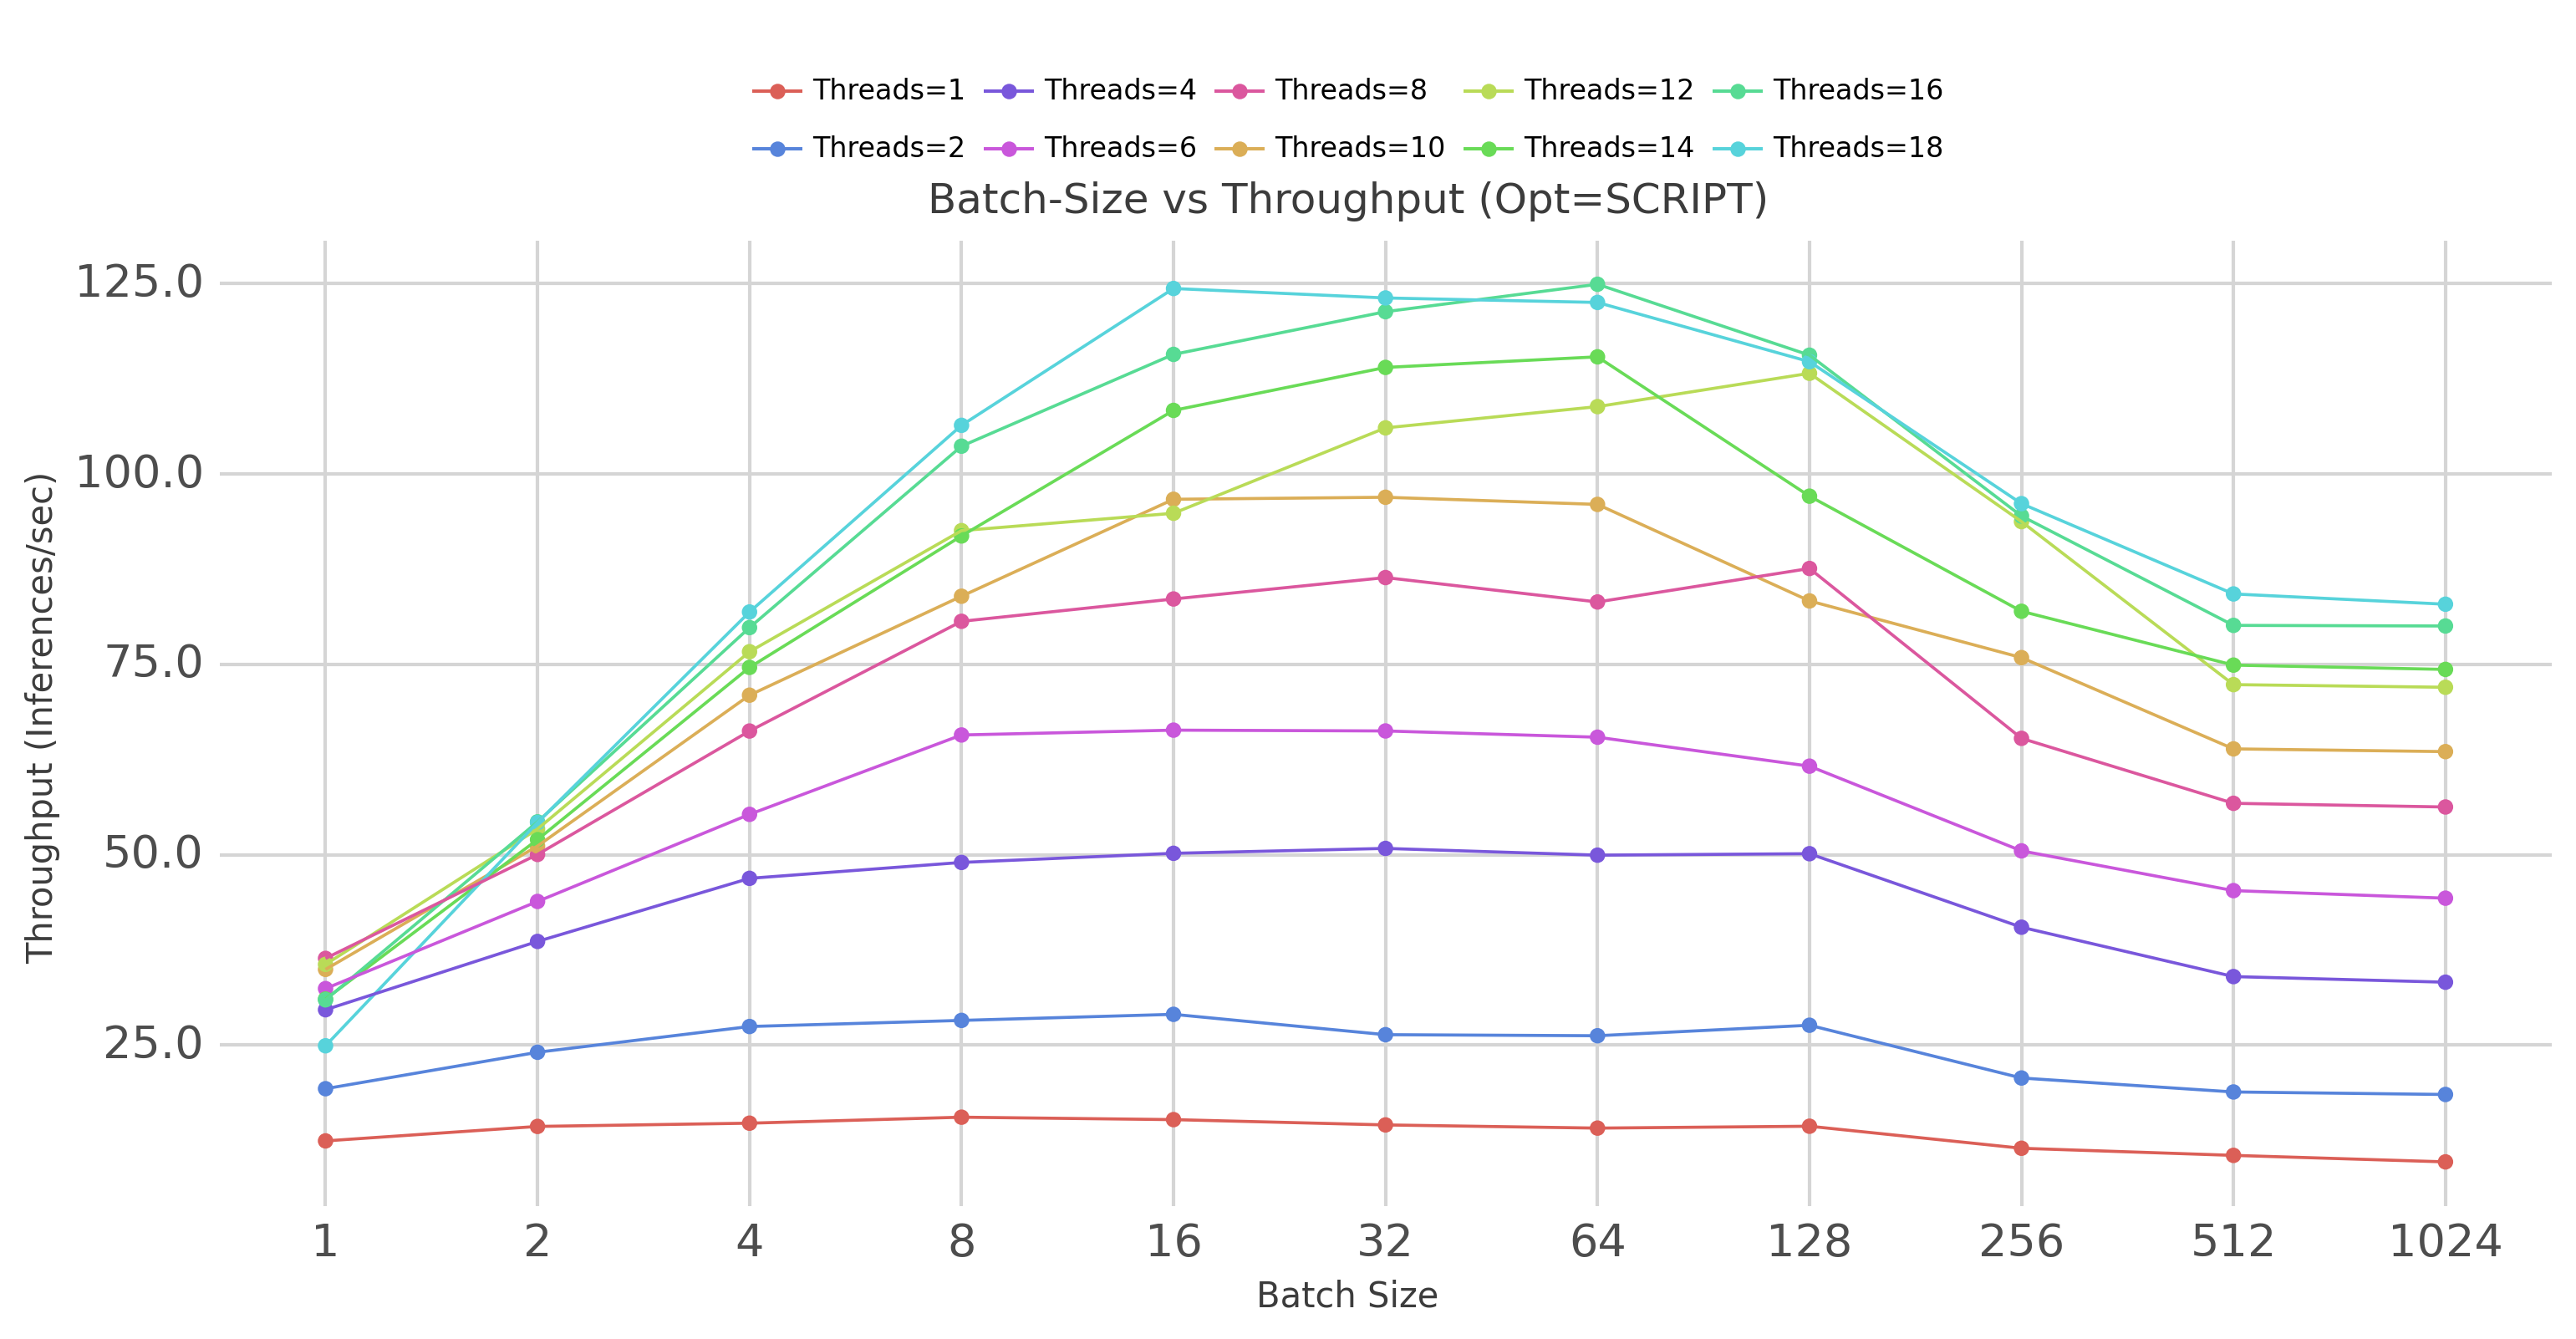 Threads=1 Threads=4 Threads=8 Threads=12 Threads=16
Threads=2 Threads=6 Threads=10 Threads=14 Threads=18
Batch-Size vs Throughput (Opt=SCRIPT)
125.0
100.0
75.0
50.0
25.0
Throughput (Inferences/sec)
1 2 4 8 16 32 64 128 256 512 1024
Batch Size